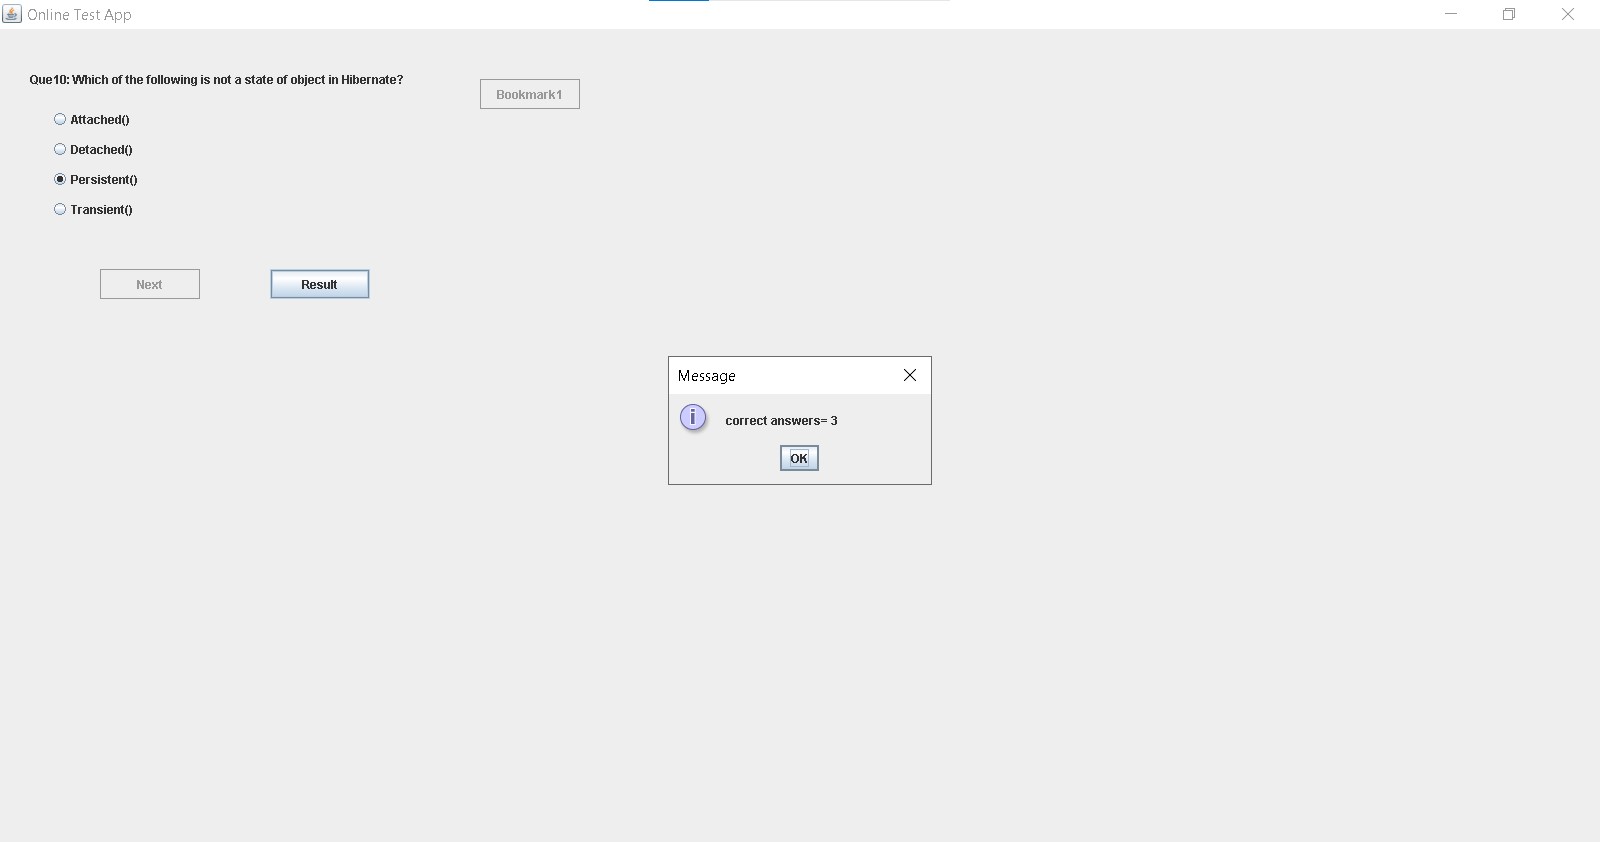 Online Test App
Que10: Which of the following is not a state of object in Hibernate?
Bookmark1
Attached()
Detached()
Persistent()
Transient()
Next
Result
Message
correct answers= 3
OK